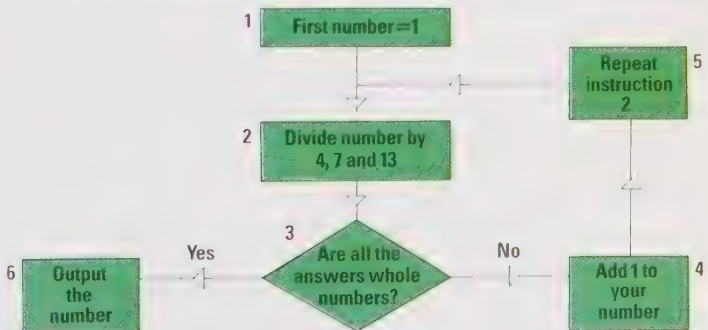 1
First number=1
2
Divide number by
4, 7 and 13
3
Are all the
answers whole
numbers?
Yes
No
4
Add 1 to
your
number
5
Repeat
instruction
2
6
Output
the
number